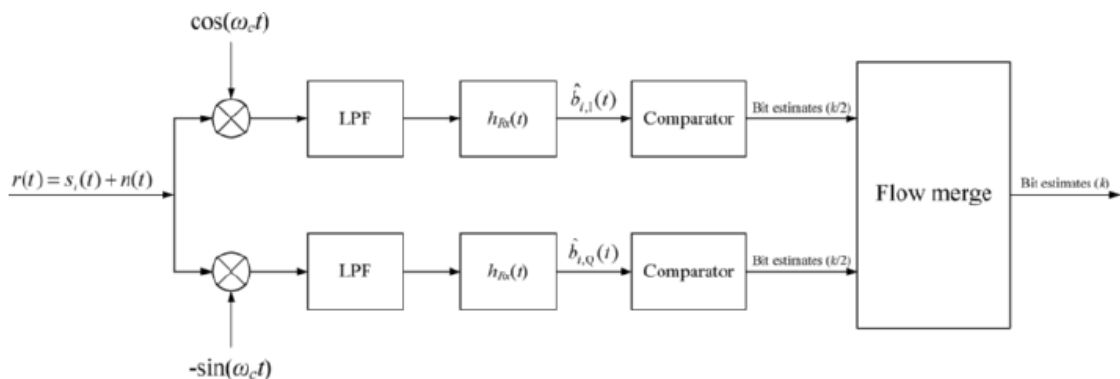 cos(ω_c t)
LPF
h_Rx(t)
b̂_i,I(t)
Comparator
Bit estimates (k/2)
r(t) = s_i(t) + n(t)
Flow merge
Bit estimates (k)
LPF
h_Rx(t)
b̂_i,Q(t)
Comparator
Bit estimates (k/2)
-sin(ω_c t)